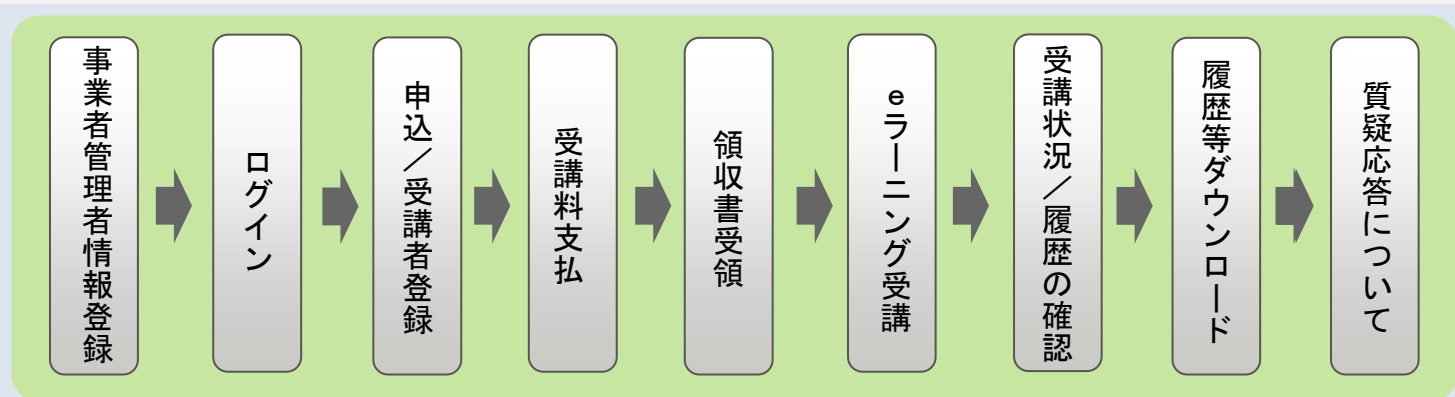 事業者管理者情報登録
ログイン
申込／受講者登録
受講料支払
領収書受領
eラーニング受講
受講状況／履歴の確認
履歴等ダウンロード
質疑応答について